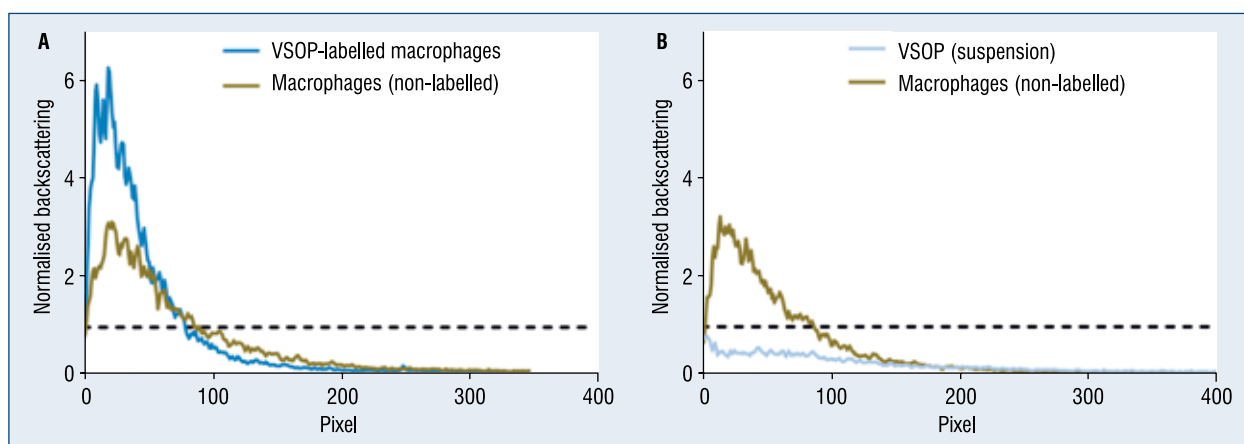 A
VSOP-labelled macrophages
Macrophages (non-labelled)
Normalised backscattering
6
4
2
0
0 100 200 300 400
Pixel
B
VSOP (suspension)
Macrophages (non-labelled)
Normalised backscattering
6
4
2
0
0 100 200 300 400
Pixel